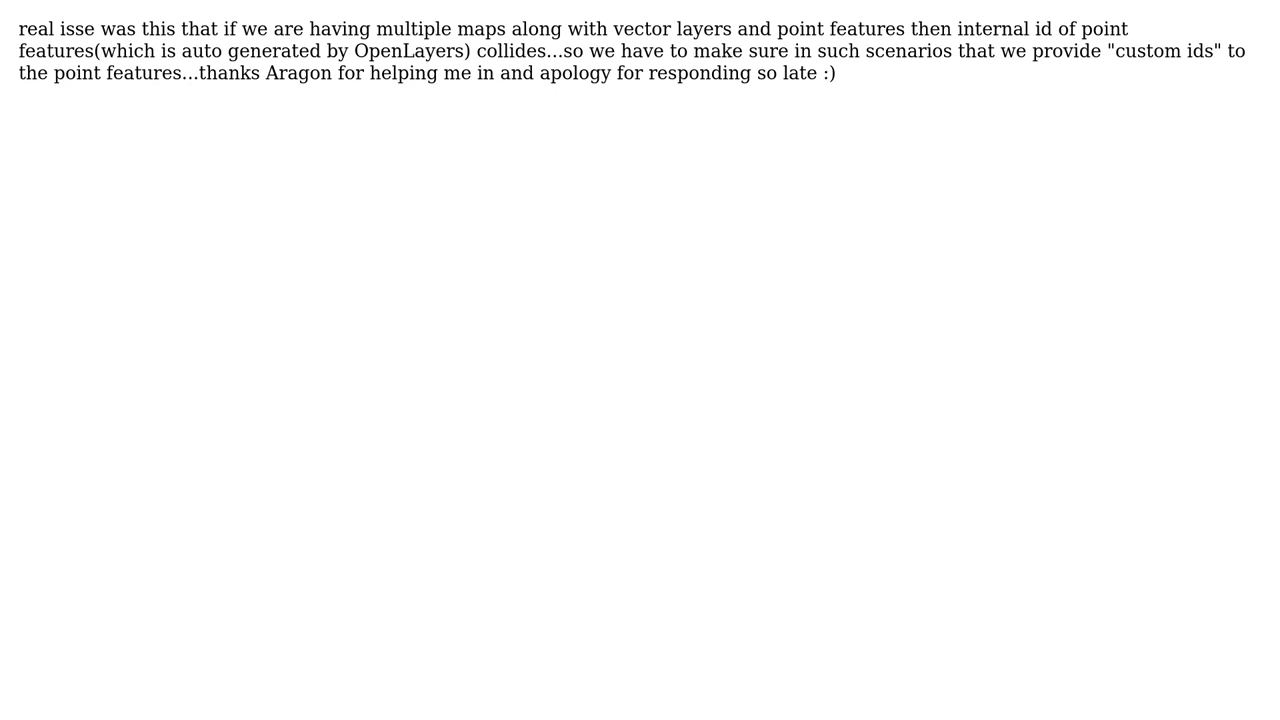 real isse was this that if we are having multiple maps along with vector layers and point features then internal id of point
features(which is auto generated by OpenLayers) collides...so we have to make sure in such scenarios that we provide "custom ids" to
the point features...thanks Aragon for helping me in and apology for responding so late :)